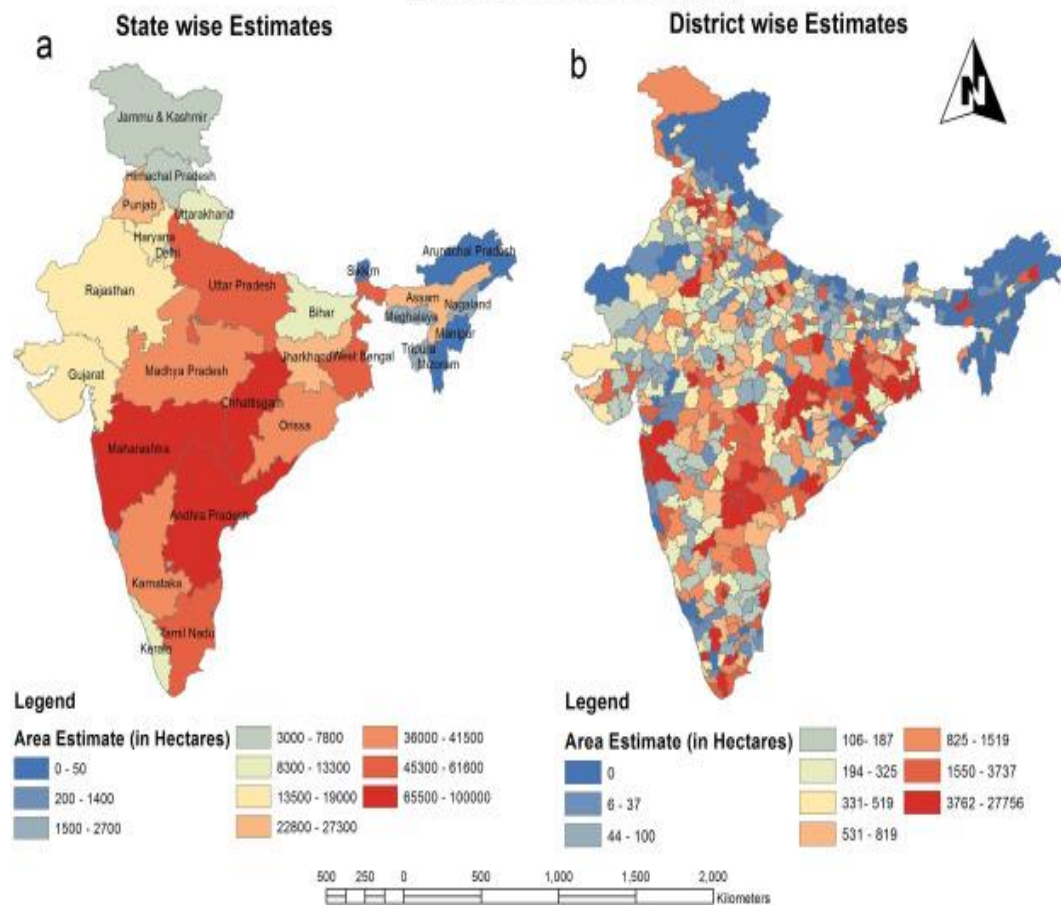 State wise Estimates
District wise Estimates
a
b
N
Jammu & Kashmir
Himachal Pradesh
Punjab
Uttarakhand
Haryana
Delhi
Arunachal Pradesh
Sikkim
Uttar Pradesh
Rajasthan
Assam
Nagaland
Bihar
Meghalaya
Manipur
Tripura
Mizoram
Jharkhand
West Bengal
Gujarat
Madhya Pradesh
Chhattisgarh
Orissa
Maharashtra
Andhra Pradesh
Karnataka
Tamil Nadu
Kerala
Legend
Area Estimate (in Hectares)
0 - 50
200 - 1400
1500 - 2700
3000 - 7800
8300 - 13300
13500 - 19000
22800 - 27300
36000 - 41500
45300 - 61600
65500 - 100000
Legend
Area Estimate (in Hectares)
0
6 - 37
44 - 100
106- 187
194 - 325
331- 519
531 - 819
825 - 1519
1550 - 3737
3762 - 27756
500 250 0 500 1,000 1,500 2,000
Kilometers